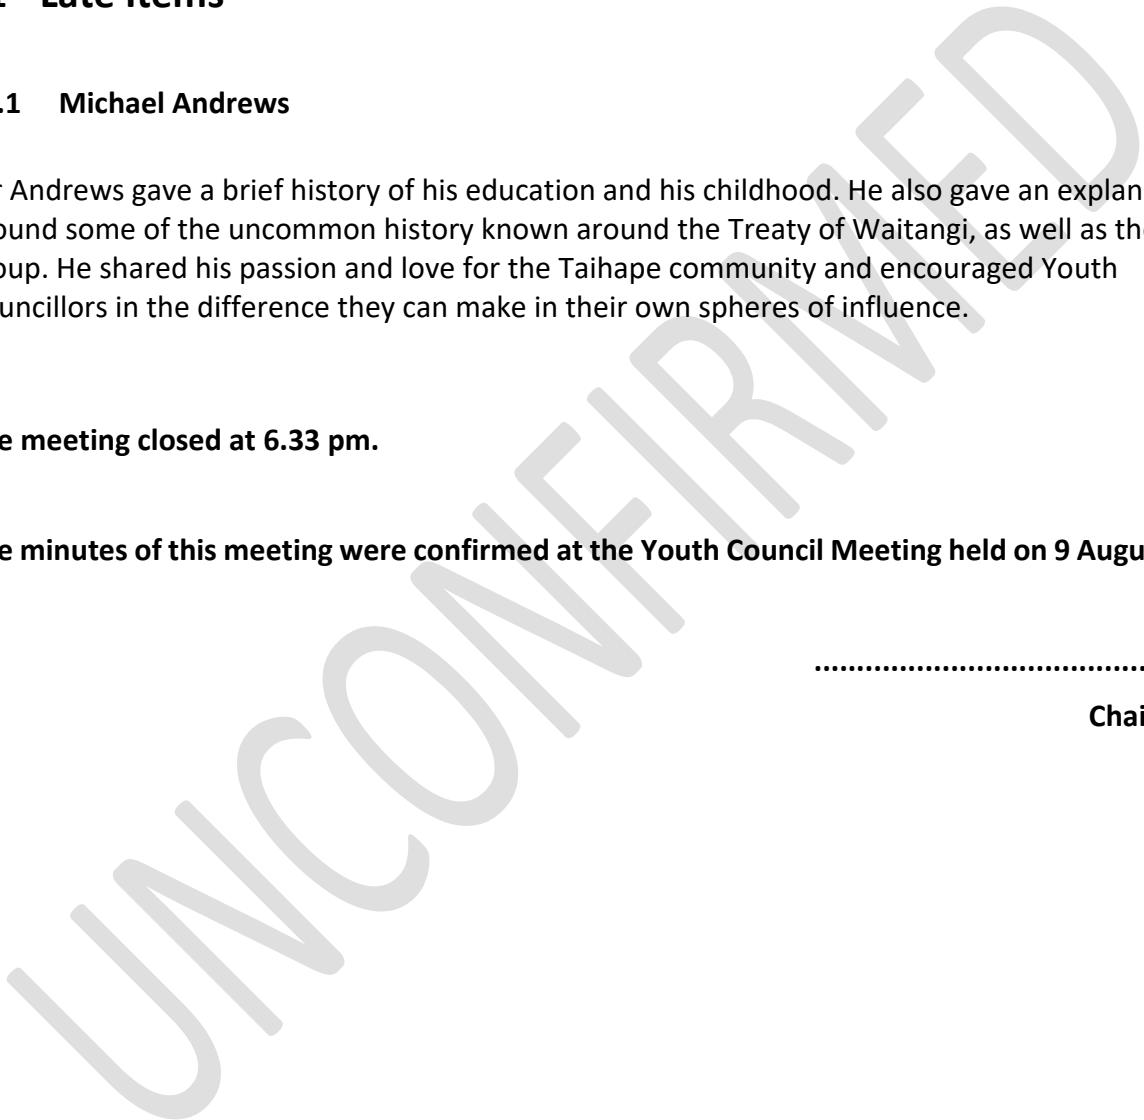 Late Items
.1 Michael Andrews
r Andrews gave a brief history of his education and his childhood. He also gave an explan
ound some of the uncommon history known around the Treaty of Waitangi, as well as the
oup. He shared his passion and love for the Taihape community and encouraged Youth
uncillors in the difference they can make in their own spheres of influence.
e meeting closed at 6.33 pm.
e minutes of this meeting were confirmed at the Youth Council Meeting held on 9 Augu
.......................................
Chai
UNCONFIRMED